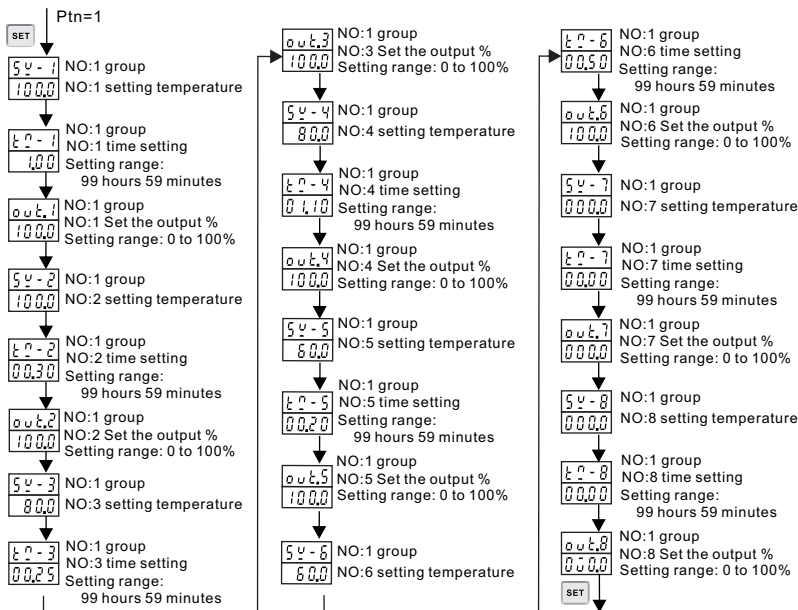 Ptn=1
SET
SV-1
100.0
NO:1 group
NO:1 setting temperature
tM-1
1.00
NO:1 group
NO:1 time setting
Setting range:
99 hours 59 minutes
out.1
100.0
NO:1 group
NO:1 Set the output %
Setting range: 0 to 100%
SV-2
100.0
NO:1 group
NO:2 setting temperature
tM-2
00.30
NO:1 group
NO:2 time setting
Setting range:
99 hours 59 minutes
out.2
100.0
NO:1 group
NO:2 Set the output %
Setting range: 0 to 100%
SV-3
80.0
NO:1 group
NO:3 setting temperature
tM-3
00.25
NO:1 group
NO:3 time setting
Setting range:
99 hours 59 minutes
out.3
100.0
NO:1 group
NO:3 Set the output %
Setting range: 0 to 100%
SV-4
80.0
NO:1 group
NO:4 setting temperature
tM-4
01.10
NO:1 group
NO:4 time setting
Setting range:
99 hours 59 minutes
out.4
100.0
NO:1 group
NO:4 Set the output %
Setting range: 0 to 100%
SV-5
60.0
NO:1 group
NO:5 setting temperature
tM-5
00.20
NO:1 group
NO:5 time setting
Setting range:
99 hours 59 minutes
out.5
100.0
NO:1 group
NO:5 Set the output %
Setting range: 0 to 100%
SV-6
60.0
NO:1 group
NO:6 setting temperature
tM-6
00.50
NO:1 group
NO:6 time setting
Setting range:
99 hours 59 minutes
out.6
100.0
NO:1 group
NO:6 Set the output %
Setting range: 0 to 100%
SV-7
000.0
NO:1 group
NO:7 setting temperature
tM-7
00.00
NO:1 group
NO:7 time setting
Setting range:
99 hours 59 minutes
out.7
000.0
NO:1 group
NO:7 Set the output %
Setting range: 0 to 100%
SV-8
000.0
NO:1 group
NO:8 setting temperature
tM-8
00.00
NO:1 group
NO:8 time setting
Setting range:
99 hours 59 minutes
out.8
000.0
NO:1 group
NO:8 Set the output %
Setting range: 0 to 100%
SET